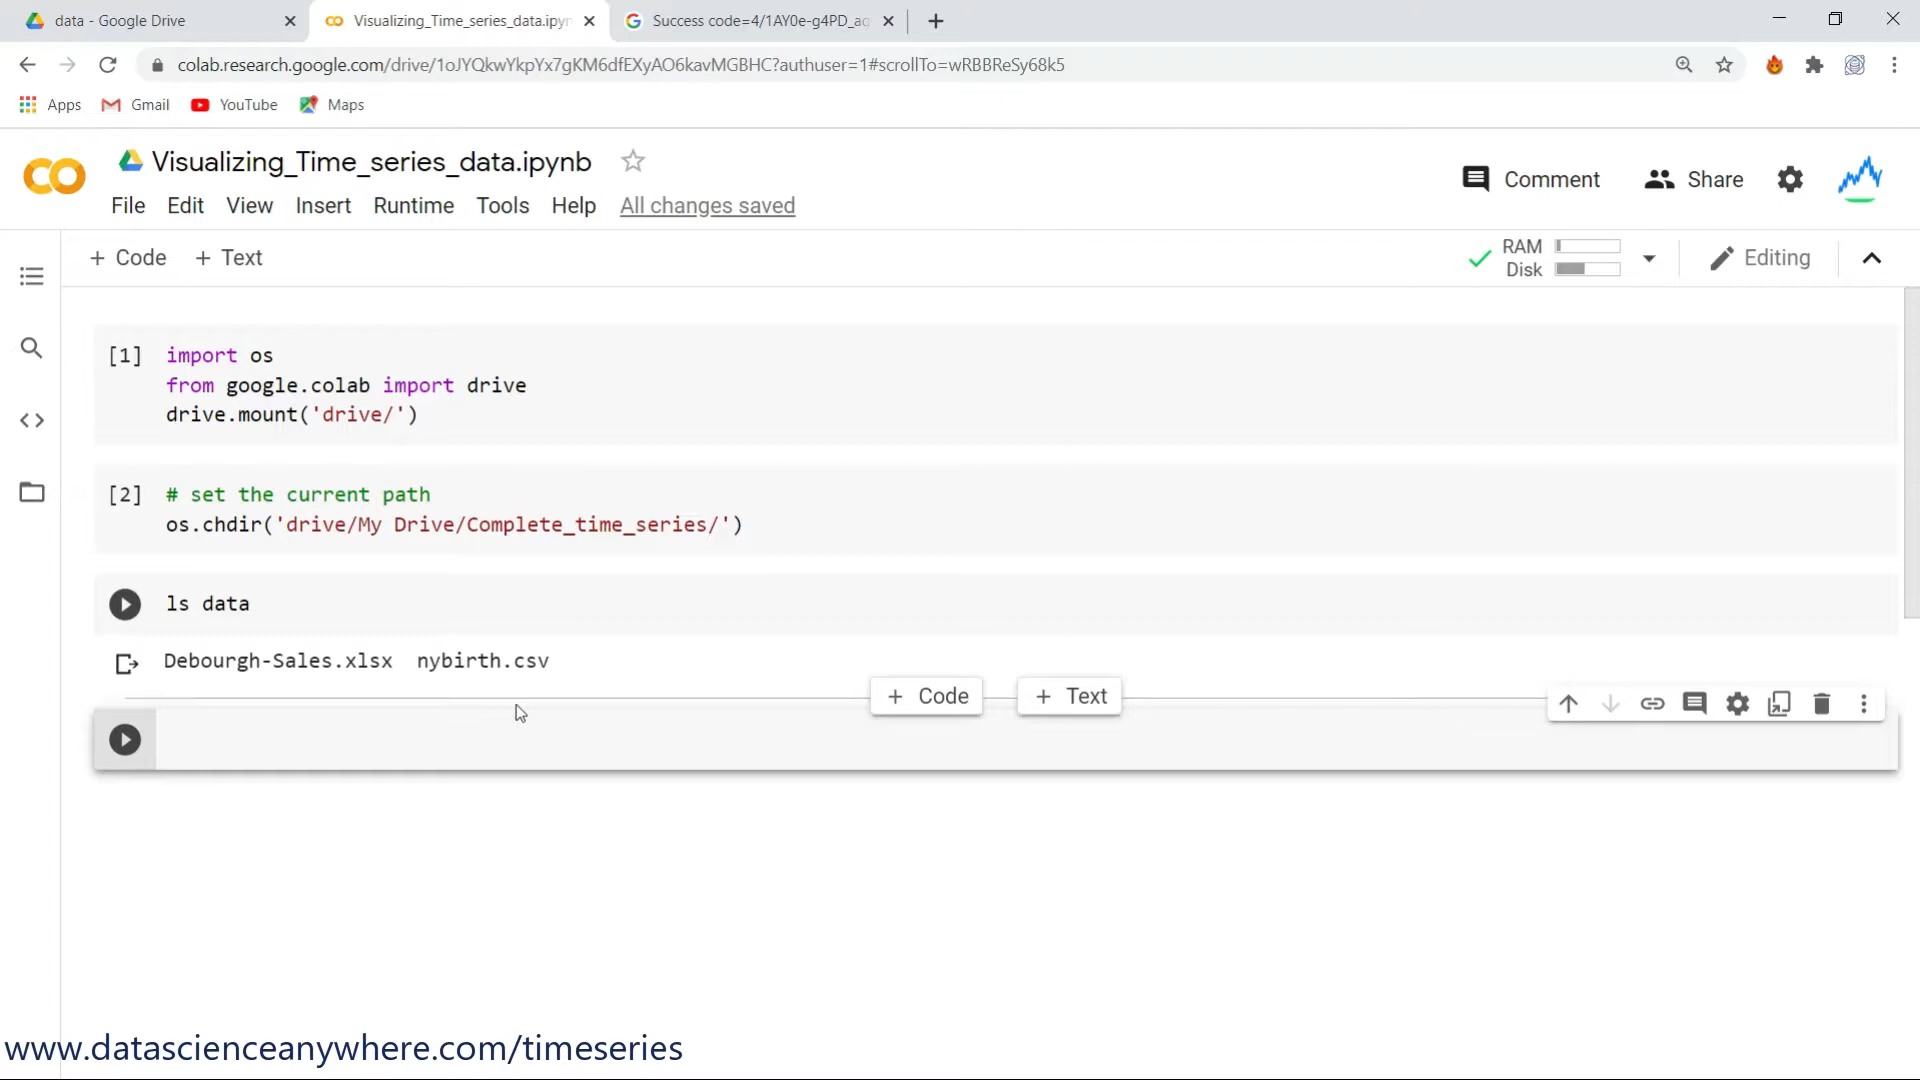 data - Google Drive
Visualizing_Time_series_data.ipyn
Success code=4/1AY0e-g4PD_aq
colab.research.google.com/drive/1oJYQkwYkpYx7gKM6dfEXyAO6kavMGBHC?authuser=1#scrollTo=wRBBReSy68k5
Apps Gmail YouTube Maps
Visualizing_Time_series_data.ipynb
Comment Share
File Edit View Insert Runtime Tools Help All changes saved
+ Code + Text
RAM
Disk
Editing
[1] import os
from google.colab import drive
drive.mount('drive/')
[2] # set the current path
os.chdir('drive/My Drive/Complete_time_series/')
ls data
Debourgh-Sales.xlsx nybirth.csv
+ Code + Text
www.datascienceanywhere.com/timeseries